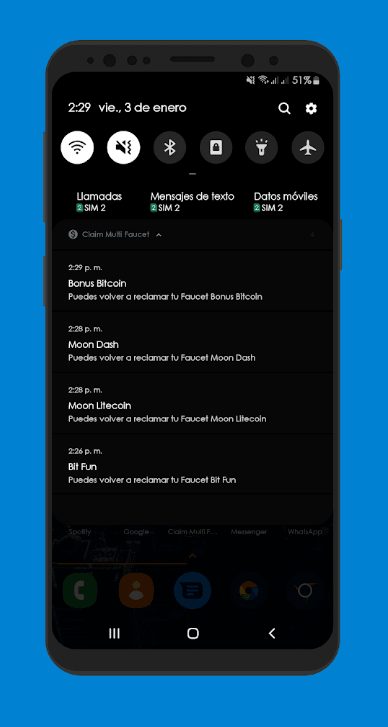 51%
2:29 vie., 3 de enero
Llamadas Mensajes de texto Datos móviles
2 SIM 2 2 SIM 2 2 SIM 2
Claim Multi Faucet
2:29 p. m.
Bonus Bitcoin
Puedes volver a reclamar tu Faucet Bonus Bitcoin
2:28 p. m.
Moon Dash
Puedes volver a reclamar tu Faucet Moon Dash
2:28 p. m.
Moon Litecoin
Puedes volver a reclamar tu Faucet Moon Litecoin
2:26 p. m.
Bit Fun
Puedes volver a reclamar tu Faucet Bit Fun
Spotify Google Claim Multi F... Messenger WhatsApp